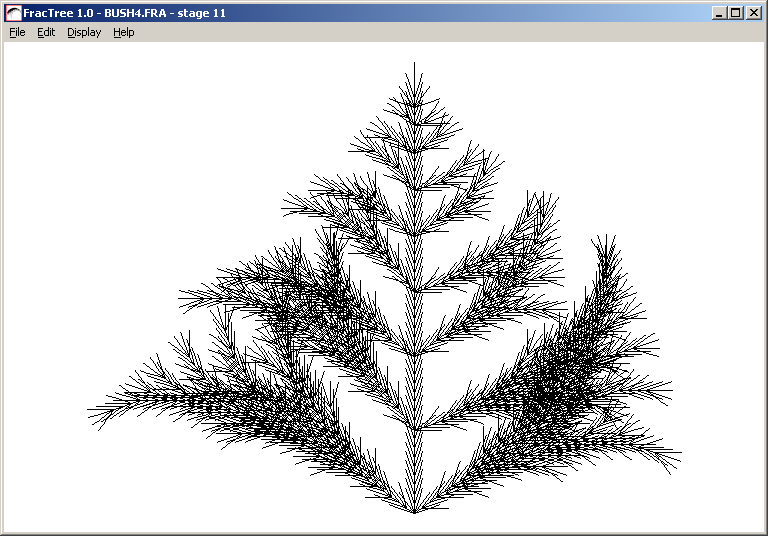 FracTree 1.0 - BUSH4.FRA - stage 11
File Edit Display Help